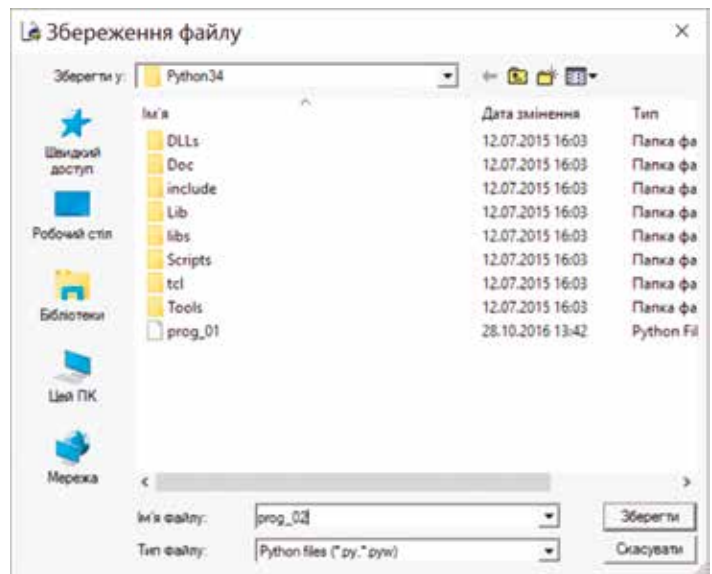 Збереження файлу
Зберегти у: Python34
Ім'я Дата змінення Тип
DLLs 12.07.2015 16:03 Папка фа
Doc 12.07.2015 16:03 Папка фа
include 12.07.2015 16:03 Папка фа
Lib 12.07.2015 16:03 Папка фа
libs 12.07.2015 16:03 Папка фа
Scripts 12.07.2015 16:03 Папка фа
tcl 12.07.2015 16:03 Папка фа
Tools 12.07.2015 16:03 Папка фа
prog_01 28.10.2016 13:42 Python Fil
Швидкий
доступ
Робочий стіл
Бібліотеки
Цей ПК
Мережа
Ім'я файлу: prog_02 Зберегти
Тип файлу: Python files (*.py,*.pyw) Скасувати